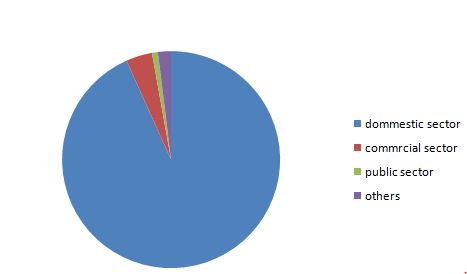 dommestic sector
commrcial sector
public sector
others